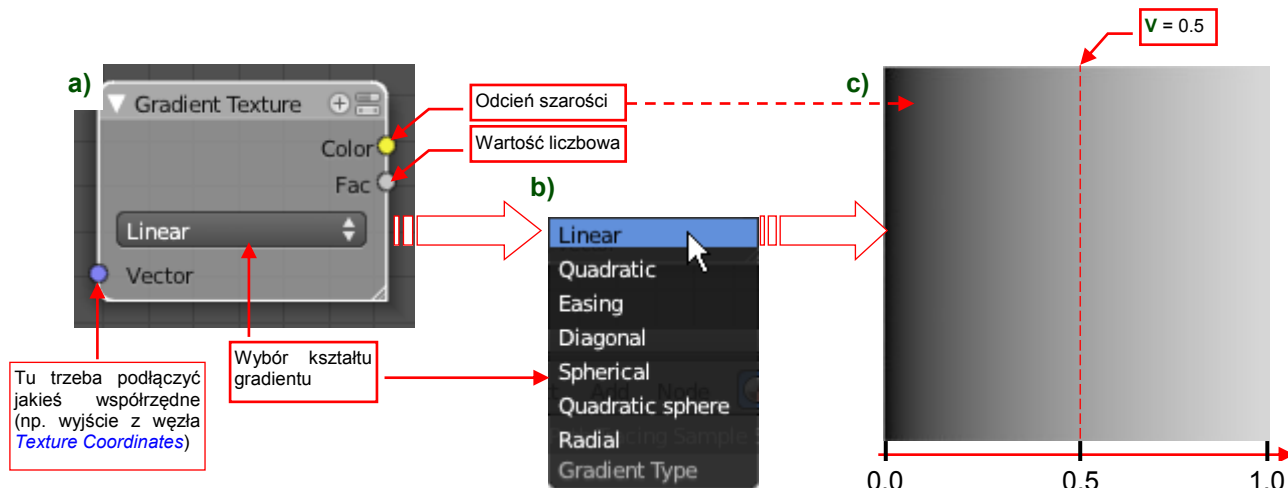 V = 0.5
a)
Gradient Texture
Color
Fac
Linear
Vector
Odcień szarości
Wartość liczbowa
Wybór kształtu
gradientu
Tu trzeba podłączyć
jakieś współrzędne
(np. wyjście z węzła
Texture Coordinates)
b)
Linear
Quadratic
Easing
Diagonal
Spherical
Quadratic sphere
Radial
Gradient Type
c)
0.0 0.5 1.0